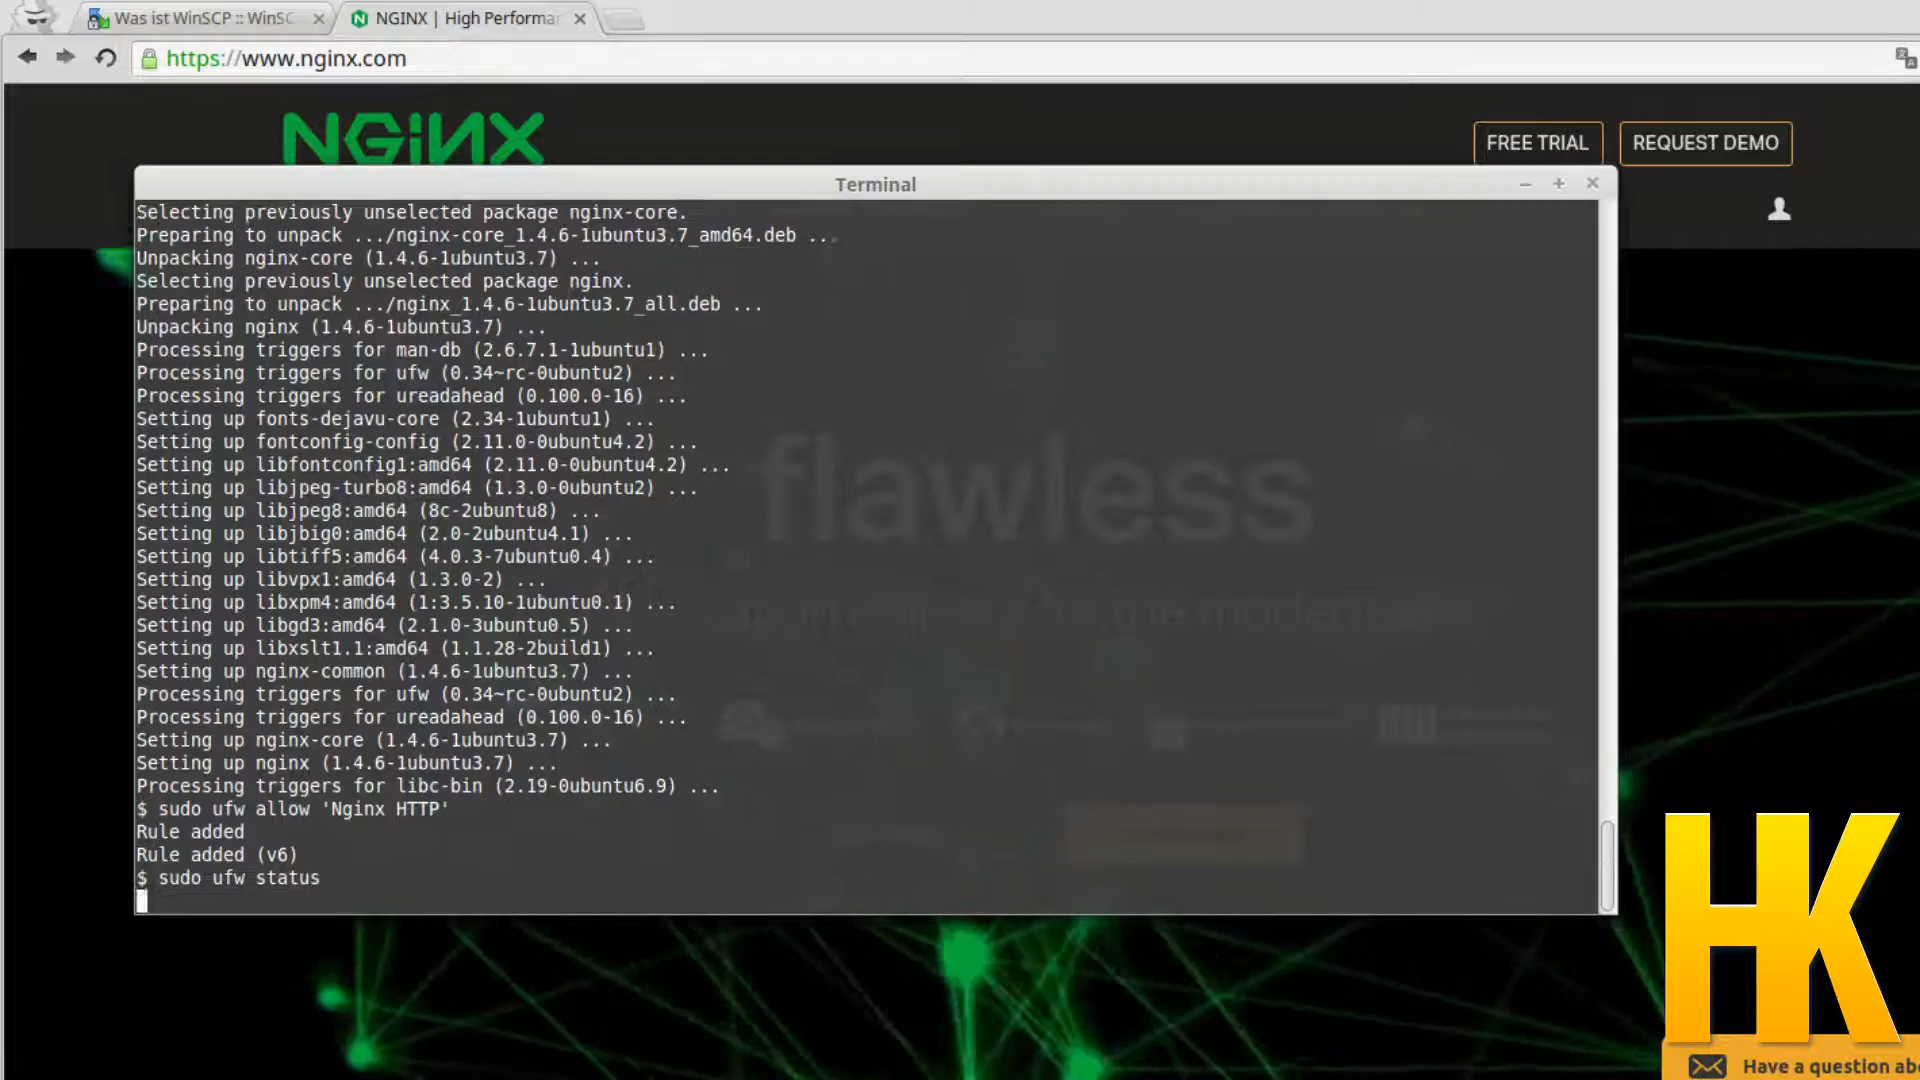 Was ist WinSCP :: WinSC
NGINX | High Performa
https://www.nginx.com
NGINX
FREE TRIAL
REQUEST DEMO
Terminal
Selecting previously unselected package nginx-core.
Preparing to unpack .../nginx-core_1.4.6-1ubuntu3.7_amd64.deb ...
Unpacking nginx-core (1.4.6-1ubuntu3.7) ...
Selecting previously unselected package nginx.
Preparing to unpack .../nginx_1.4.6-1ubuntu3.7_all.deb ...
Unpacking nginx (1.4.6-1ubuntu3.7) ...
Processing triggers for man-db (2.6.7.1-1ubuntu1) ...
Processing triggers for ufw (0.34~rc-0ubuntu2) ...
Processing triggers for ureadahead (0.100.0-16) ...
Setting up fonts-dejavu-core (2.34-1ubuntu1) ...
Setting up fontconfig-config (2.11.0-0ubuntu4.2) ...
Setting up libfontconfig1:amd64 (2.11.0-0ubuntu4.2) ...
Setting up libjpeg-turbo8:amd64 (1.3.0-0ubuntu2) ...
Setting up libjpeg8:amd64 (8c-2ubuntu8) ...
Setting up libjbig0:amd64 (2.0-2ubuntu4.1) ...
Setting up libtiff5:amd64 (4.0.3-7ubuntu0.4) ...
Setting up libvpx1:amd64 (1.3.0-2) ...
Setting up libxpm4:amd64 (1:3.5.10-1ubuntu0.1) ...
Setting up libgd3:amd64 (2.1.0-3ubuntu0.5) ...
Setting up libxslt1.1:amd64 (1.1.28-2build1) ...
Setting up nginx-common (1.4.6-1ubuntu3.7) ...
Processing triggers for ufw (0.34~rc-0ubuntu2) ...
Processing triggers for ureadahead (0.100.0-16) ...
Setting up nginx-core (1.4.6-1ubuntu3.7) ...
Setting up nginx (1.4.6-1ubuntu3.7) ...
Processing triggers for libc-bin (2.19-0ubuntu6.9) ...
$ sudo ufw allow 'Nginx HTTP'
Rule added
Rule added (v6)
$ sudo ufw status
flawless
for the modern
HK
Have a question abo